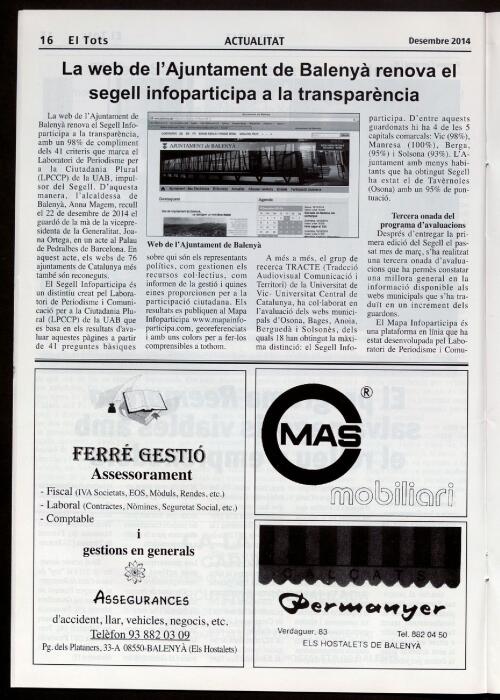 16 El Tots
ACTUALITAT
Desembre 2014
La web de l'Ajuntament de Balenyà renova el
segell infoparticipa a la transparència
La web de l'Ajuntament de
Balenyà renova el Segell Info-
participa a la transparència,
amb un 98% de compliment
dels 41 criteris que marca el
Laboratori de Periodisme per
a la Ciutadania Plural
(LPCCP) de la UAB, impul-
sor del Segell. D'aquesta
manera, l'alcaldessa de
Balenyà, Anna Magem, recull
el 22 de desembre de 2014 el
guardó de la mà de la vicepre-
sidenta de la Generalitat, Joa-
na Ortega, en un acte al Palau
de Pedralbes de Barcelona. En
aquest acte, els webs de 76
ajuntaments de Catalunya més
també són reconeguts.
El Segell Infoparticipa és
un distintiu creat pel Labora-
tori de Periodisme i Comuni-
cació per a la Ciutadania Plu-
ral (LPCCP) de la UAB que
es basa en els resultats d'ava-
luar aquestes pàgines a partir
de 41 preguntes bàsiques
AJUNTAMENT DE BALENYÀ
Agenda
Web de l'Ajuntament de Balenyà
sobre qui són els representants
polítics, com gestionen els
recursos col·lectius, com
informen de la gestió i quines
eines proporcionen per a la
participació ciutadana. Els
resultats es publiquen al Mapa
Infoparticipa www.mapainfo-
participa.com, georeferenciats
i amb uns colors per a fer-los
comprensibles a tothom.
A més a més, el grup de
recerca TRACTE (Traducció
Audiovisual Comunicació i
Territori) de la Universitat de
Vic- Universitat Central de
Catalunya, ha col·laborat en
l'avaluació dels webs munici-
pals d'Osona, Bages, Anoia,
Berguedà i Solsonès, dels
quals 18 han obtingut la màxi-
ma distinció: el Segell Info-
participa. D'entre aquests
guardonats hi ha 4 de les 5
capitals comarcals: Vic (98%),
Manresa (100%), Berga,
(95%) i Solsona (93%). L'A-
juntament amb menys habi-
tants que ha obtingut Segell
ha estat el de Tavèrnoles
(Osona) amb un 95% de pun-
tuació.
Tercera onada del
programa d'avaluacions
Després d'entregar la pri-
mera edició del Segell el pas-
sat mes de març, s'ha realitzat
una tercera onada d'avalua-
cions que ha permès constatar
una millora general en la
informació disponible als
webs municipals que s'ha tra-
duït en un increment dels
guardons.
El Mapa Infoparticipa és
una plataforma en línia que ha
estat desenvolupada pel Labo-
ratori de Periodisme i Comu-
FERRÉ GESTIÓ
Assessorament
- Fiscal (IVA Societats, EOS, Mòduls, Rendes, etc.)
- Laboral (Contractes, Nòmines, Seguretat Social, etc.)
- Comptable
i
gestions en generals
ASSEGURANCES
d'accident, llar, vehicles, negocis, etc.
Telèfon 93 882 03 09
Pg. dels Plataners, 33-A 08550-BALENYÀ (Els Hostalets)
MAS
®
mobiliari
CALÇATS
Permanyer
Verdaguer, 83
Tel. 882 04 50
ELS HOSTALETS DE BALENYÀ